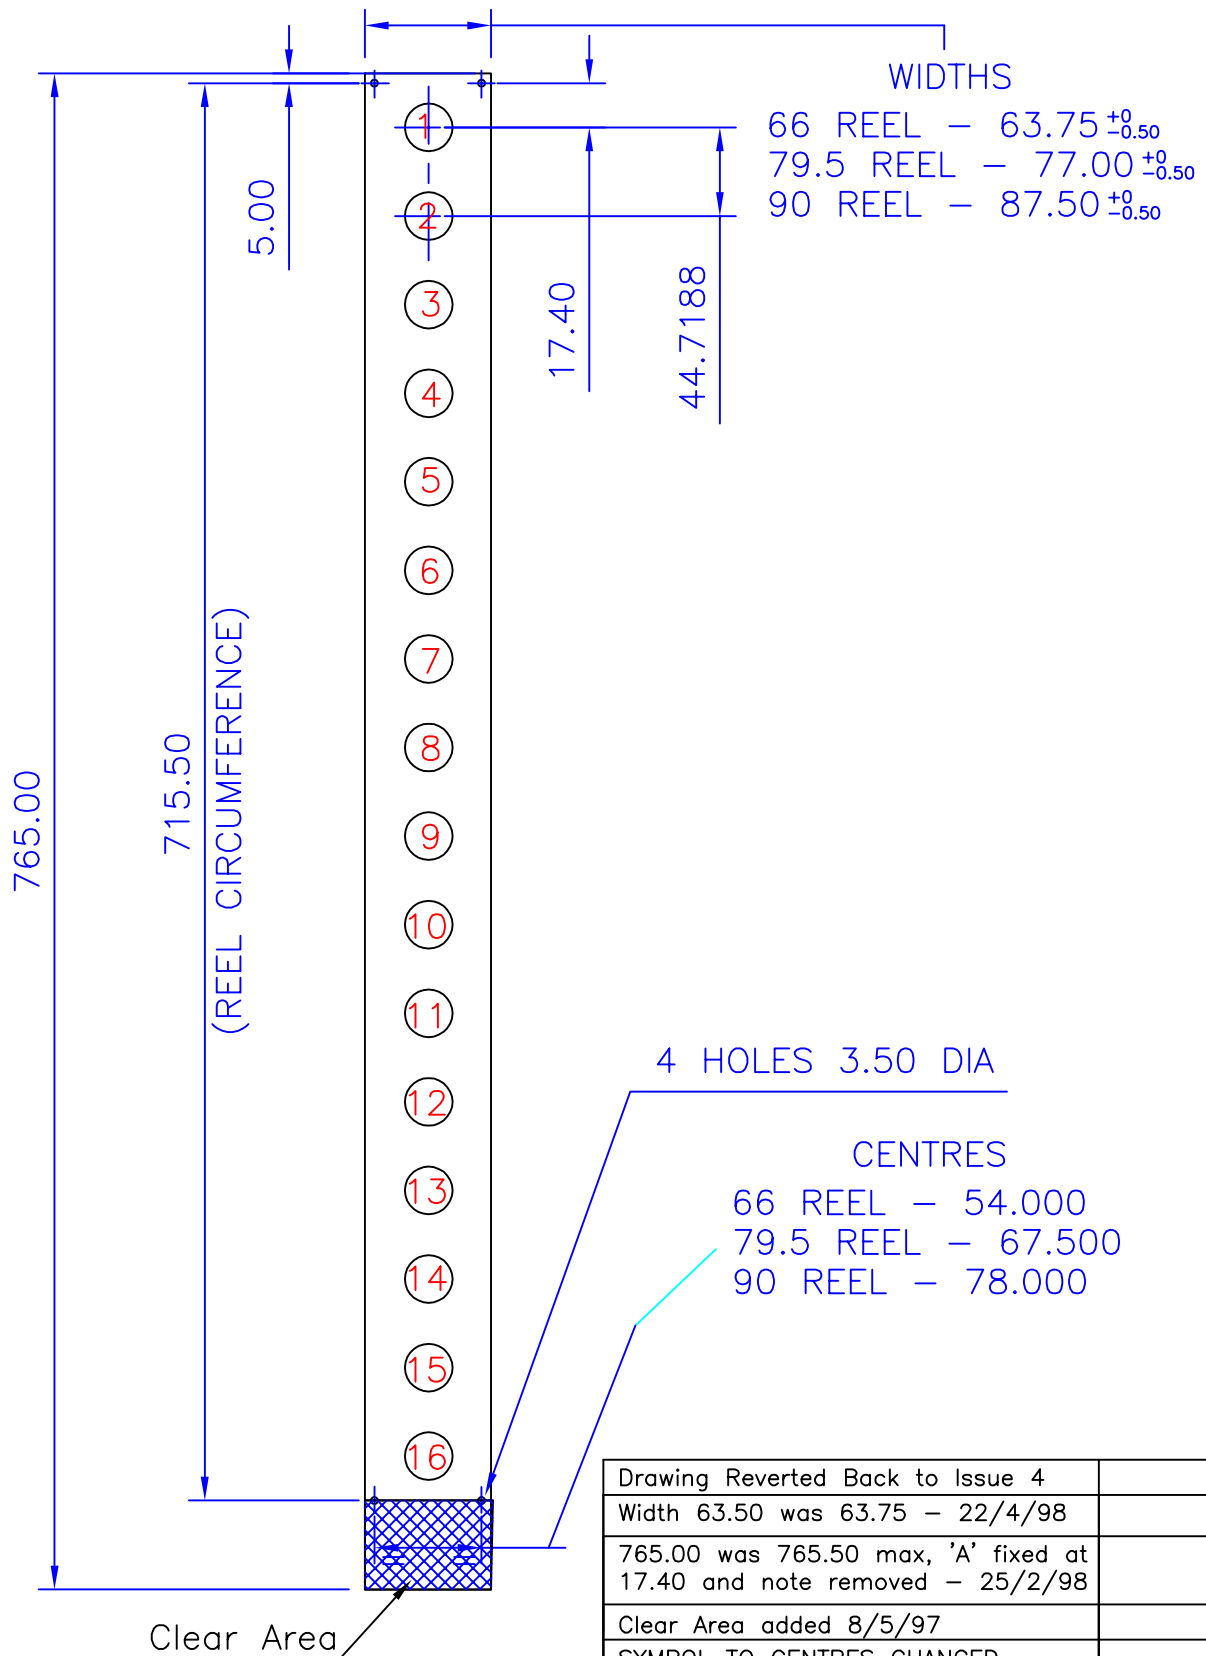 WIDTHS
66 REEL - 63.75 +0 -0.50
79.5 REEL - 77.00 +0 -0.50
90 REEL - 87.50 +0 -0.50
5.00
17.40
44.7188
765.00
715.50
(REEL CIRCUMFERENCE)
1
2
3
4
5
6
7
8
9
10
11
12
13
14
15
16
4 HOLES 3.50 DIA
CENTRES
66 REEL - 54.000
79.5 REEL - 67.500
90 REEL - 78.000
Clear Area
Drawing Reverted Back to Issue 4
Width 63.50 was 63.75 - 22/4/98
765.00 was 765.50 max, 'A' fixed at
17.40 and note removed - 25/2/98
Clear Area added 8/5/97
SYMBOL TO CENTRES CHANGED